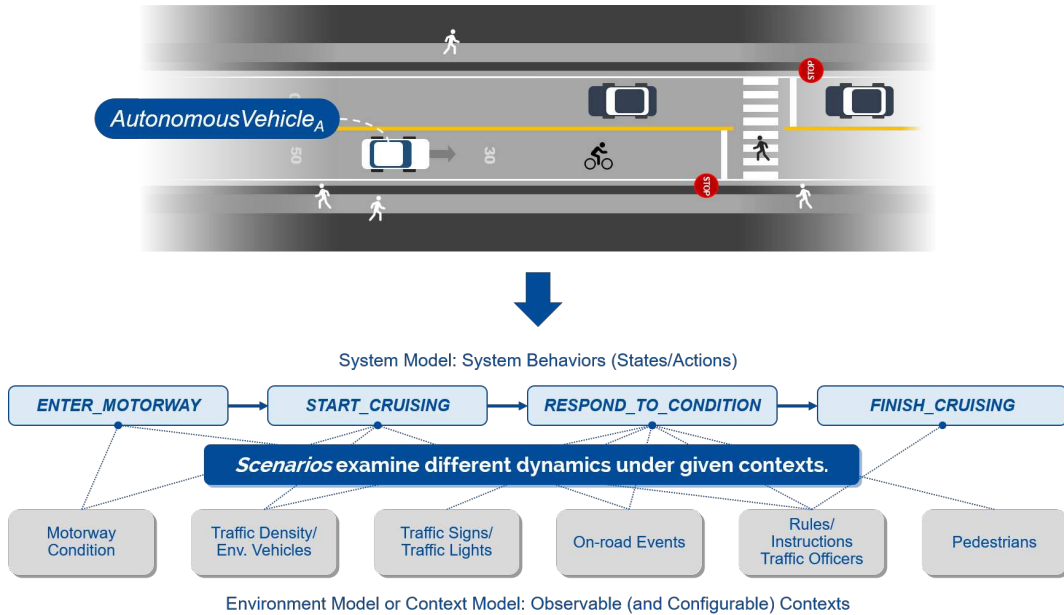 STOP
AutonomousVehicleA
50
30
STOP
System Model: System Behaviors (States/Actions)
ENTER_MOTORWAY
START_CRUISING
RESPOND_TO_CONDITION
FINISH_CRUISING
Scenarios examine different dynamics under given contexts.
Motorway
Condition
Traffic Density/
Env. Vehicles
Traffic Signs/
Traffic Lights
On-road Events
Rules/
Instructions
Traffic Officers
Pedestrians
Environment Model or Context Model: Observable (and Configurable) Contexts